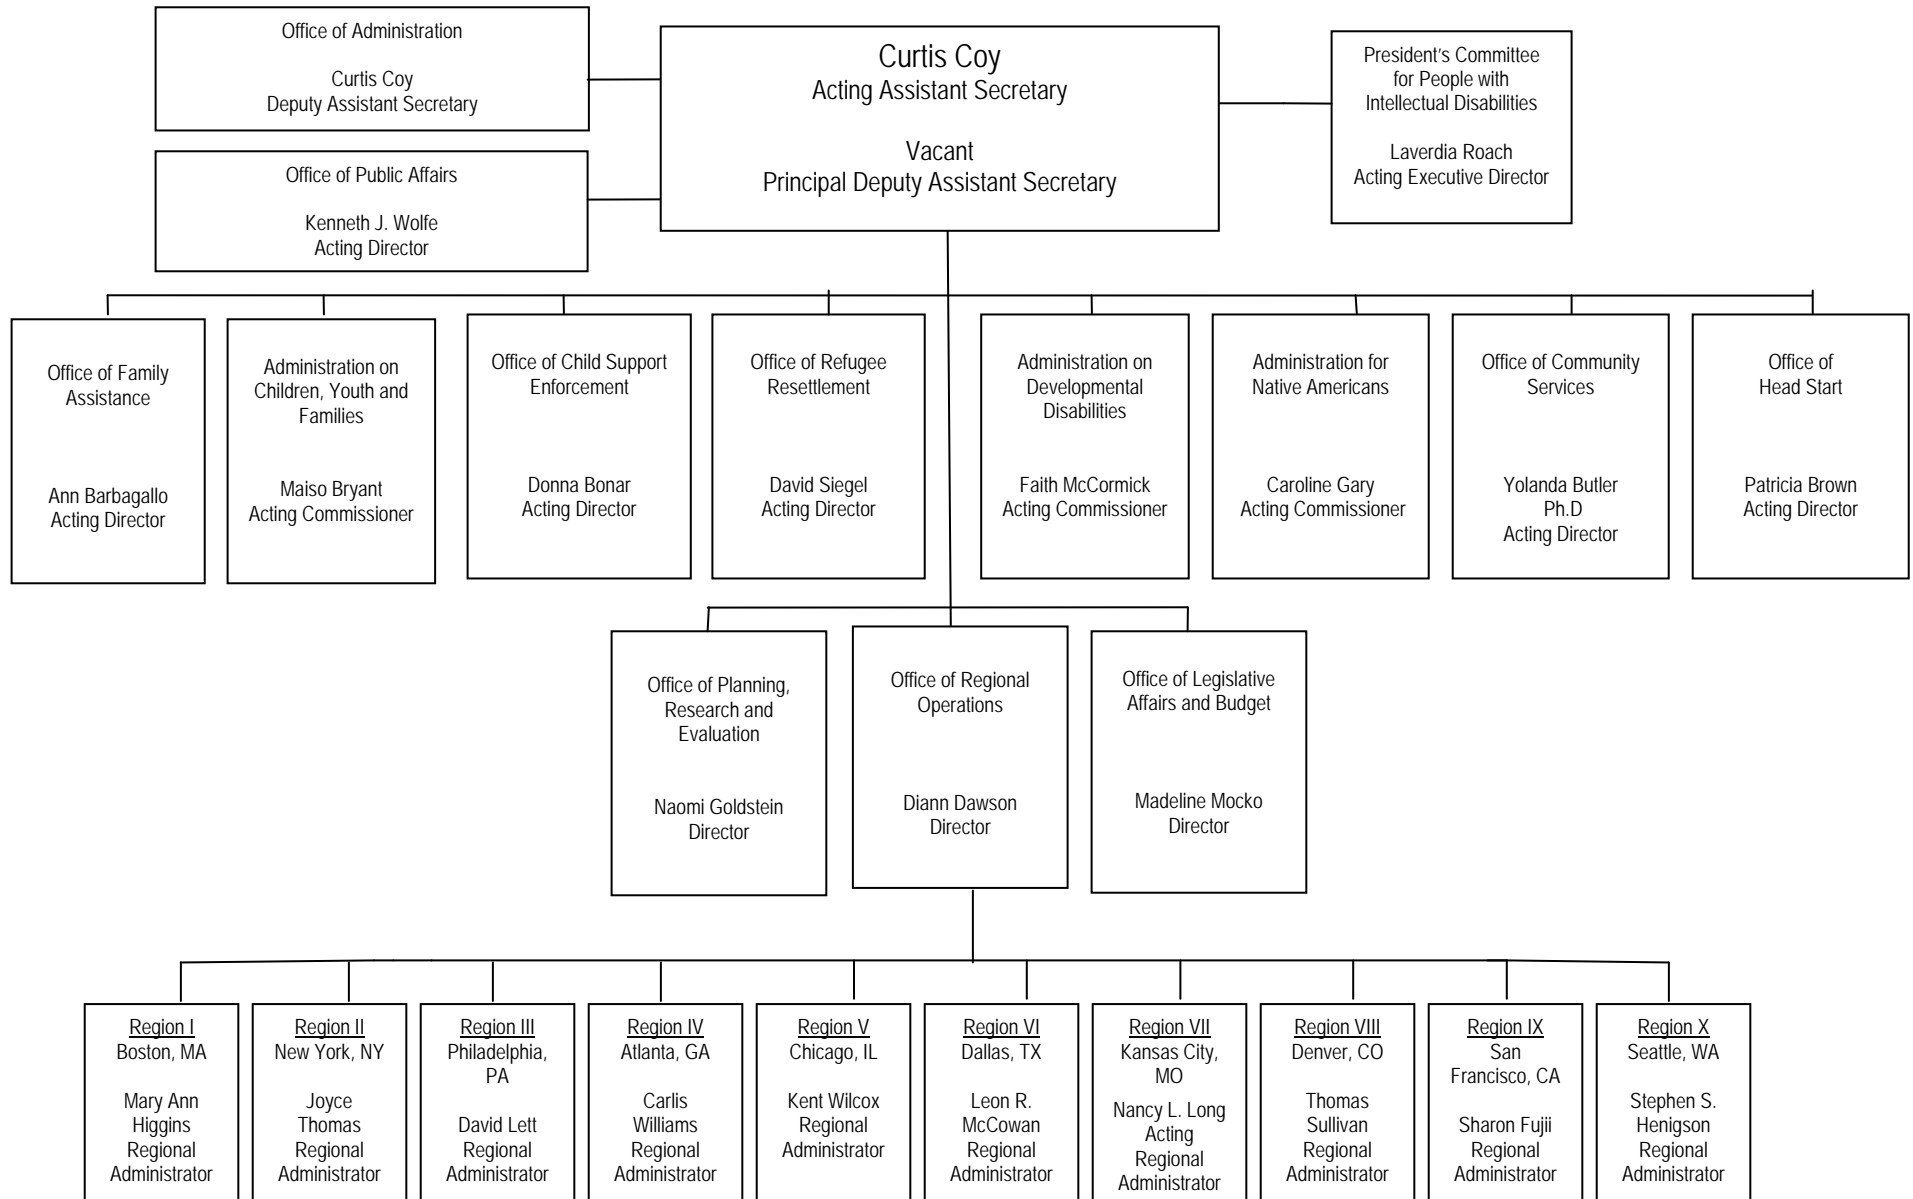 Office of Administration
Curtis Coy
Deputy Assistant Secretary
Office of Public Affairs
Kenneth J. Wolfe
Acting Director
Curtis Coy
Acting Assistant Secretary
Vacant
Principal Deputy Assistant Secretary
President's Committee
for People with
Intellectual Disabilities
Laverdia Roach
Acting Executive Director
Office of Family
Assistance
Ann Barbagallo
Acting Director
Administration on
Children, Youth and
Families
Maiso Bryant
Acting Commissioner
Office of Child Support
Enforcement
Donna Bonar
Acting Director
Office of Refugee
Resettlement
David Siegel
Acting Director
Administration on
Developmental
Disabilities
Faith McCormick
Acting Commissioner
Administration for
Native Americans
Caroline Gary
Acting Commissioner
Office of Community
Services
Yolanda Butler
Ph.D
Acting Director
Office of
Head Start
Patricia Brown
Acting Director
Office of Planning,
Research and
Evaluation
Naomi Goldstein
Director
Office of Regional
Operations
Diann Dawson
Director
Office of Legislative
Affairs and Budget
Madeline Mocko
Director
Region I
Boston, MA
Mary Ann
Higgins
Regional
Administrator
Region II
New York, NY
Joyce
Thomas
Regional
Administrator
Region III
Philadelphia,
PA
David Lett
Regional
Administrator
Region IV
Atlanta, GA
Carlis
Williams
Regional
Administrator
Region V
Chicago, IL
Kent Wilcox
Regional
Administrator
Region VI
Dallas, TX
Leon R.
McCowan
Regional
Administrator
Region VII
Kansas City,
MO
Nancy L. Long
Acting
Regional
Administrator
Region VIII
Denver, CO
Thomas
Sullivan
Regional
Administrator
Region IX
San
Francisco, CA
Sharon Fujii
Regional
Administrator
Region X
Seattle, WA
Stephen S.
Henigson
Regional
Administrator